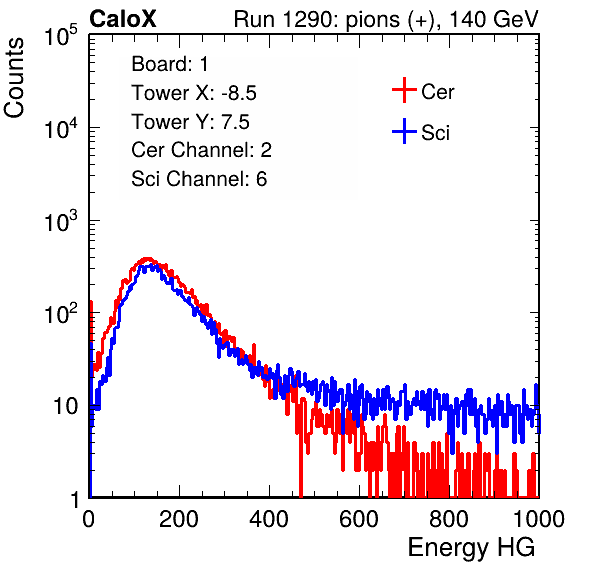 CaloX Run 1290: pions (+), 140 GeV
Counts
Board: 1
Tower X: -8.5
Tower Y: 7.5
Cer Channel: 2
Sci Channel: 6
Cer
Sci
10^5
10^4
10^3
10^2
10
1
0 200 400 600 800 1000
Energy HG